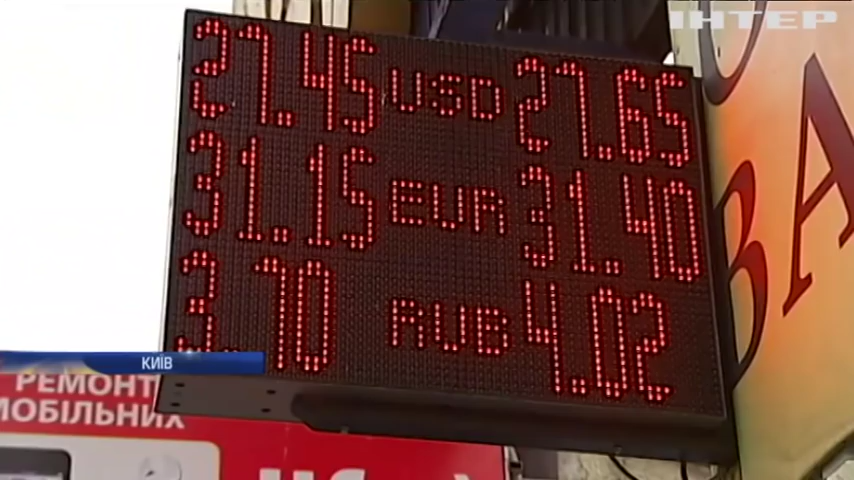 ІНТЕР
27.45 USD 27.65
31.15 EUR 31.40
3.70 RUB 4.02
КИЇВ
РЕМОНТ
МОБІЛЬНИХ